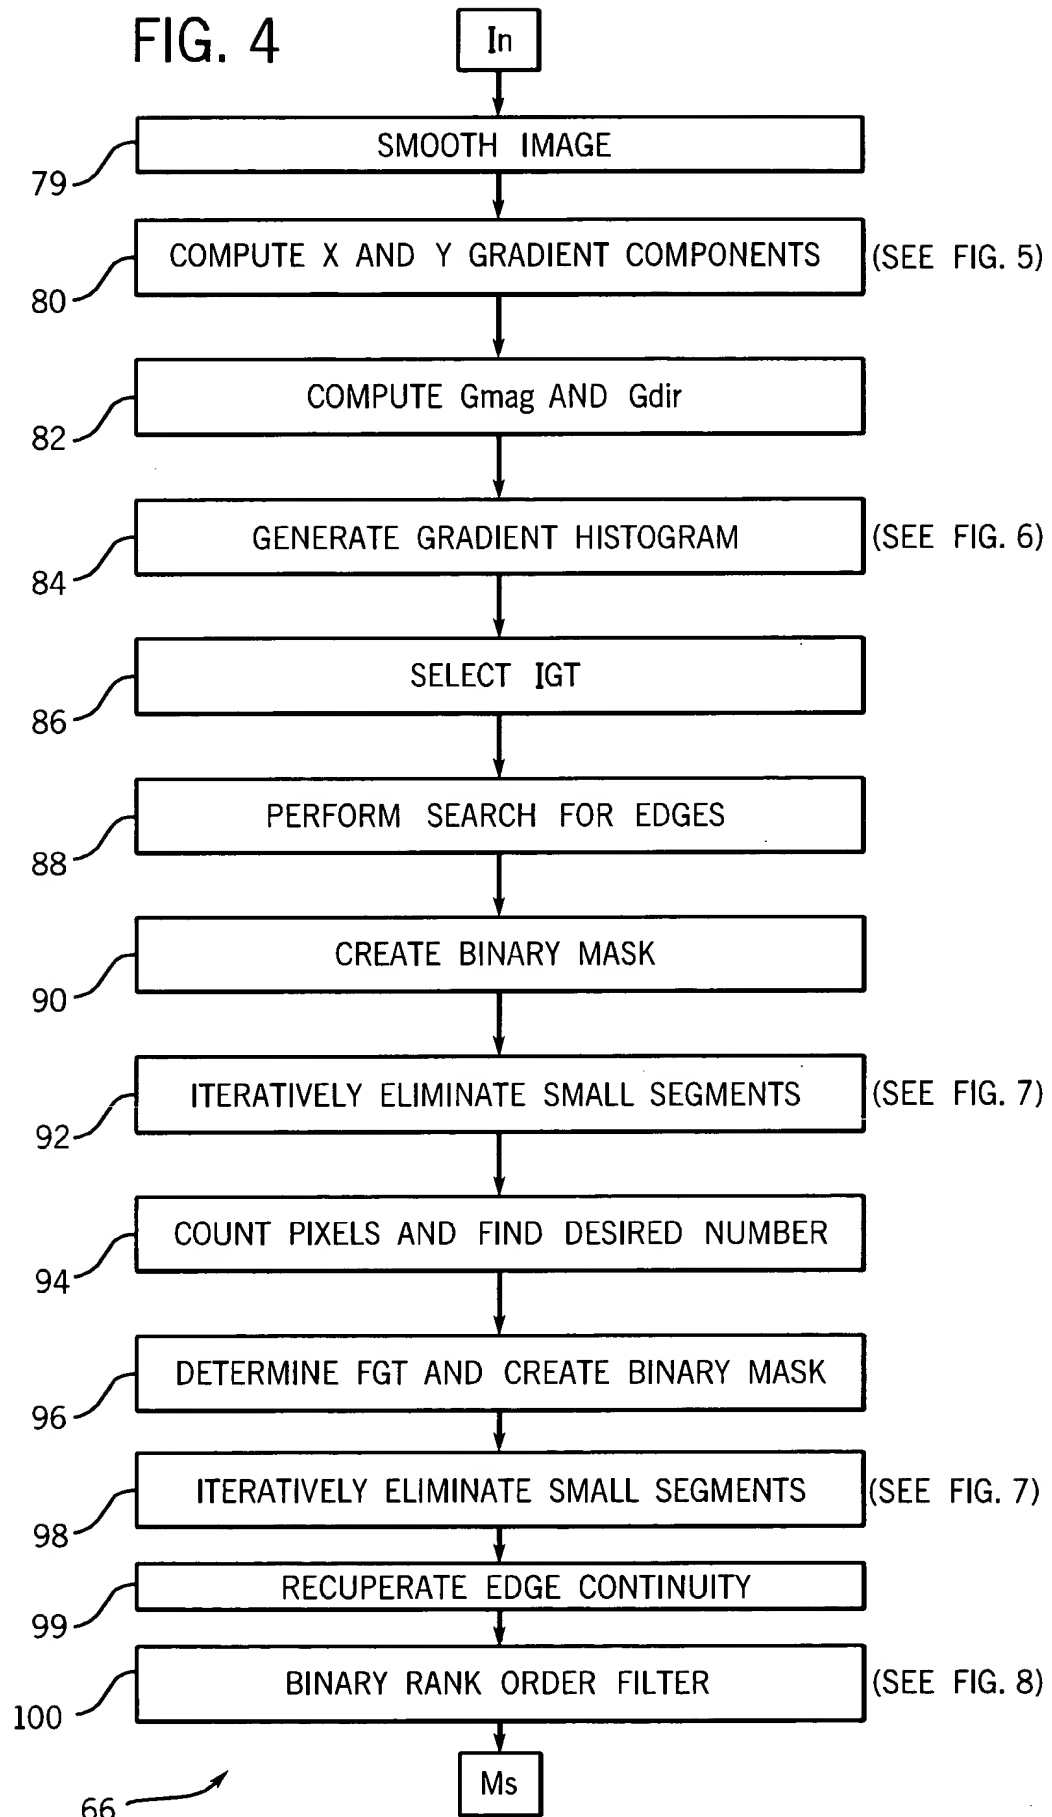 FIG. 4
In
SMOOTH IMAGE
79
COMPUTE X AND Y GRADIENT COMPONENTS (SEE FIG. 5)
80
COMPUTE Gmag AND Gdir
82
GENERATE GRADIENT HISTOGRAM (SEE FIG. 6)
84
SELECT IGT
86
PERFORM SEARCH FOR EDGES
88
CREATE BINARY MASK
90
ITERATIVELY ELIMINATE SMALL SEGMENTS (SEE FIG. 7)
92
COUNT PIXELS AND FIND DESIRED NUMBER
94
DETERMINE FGT AND CREATE BINARY MASK
96
ITERATIVELY ELIMINATE SMALL SEGMENTS (SEE FIG. 7)
98
RECUPERATE EDGE CONTINUITY
99
BINARY RANK ORDER FILTER (SEE FIG. 8)
100
Ms
66